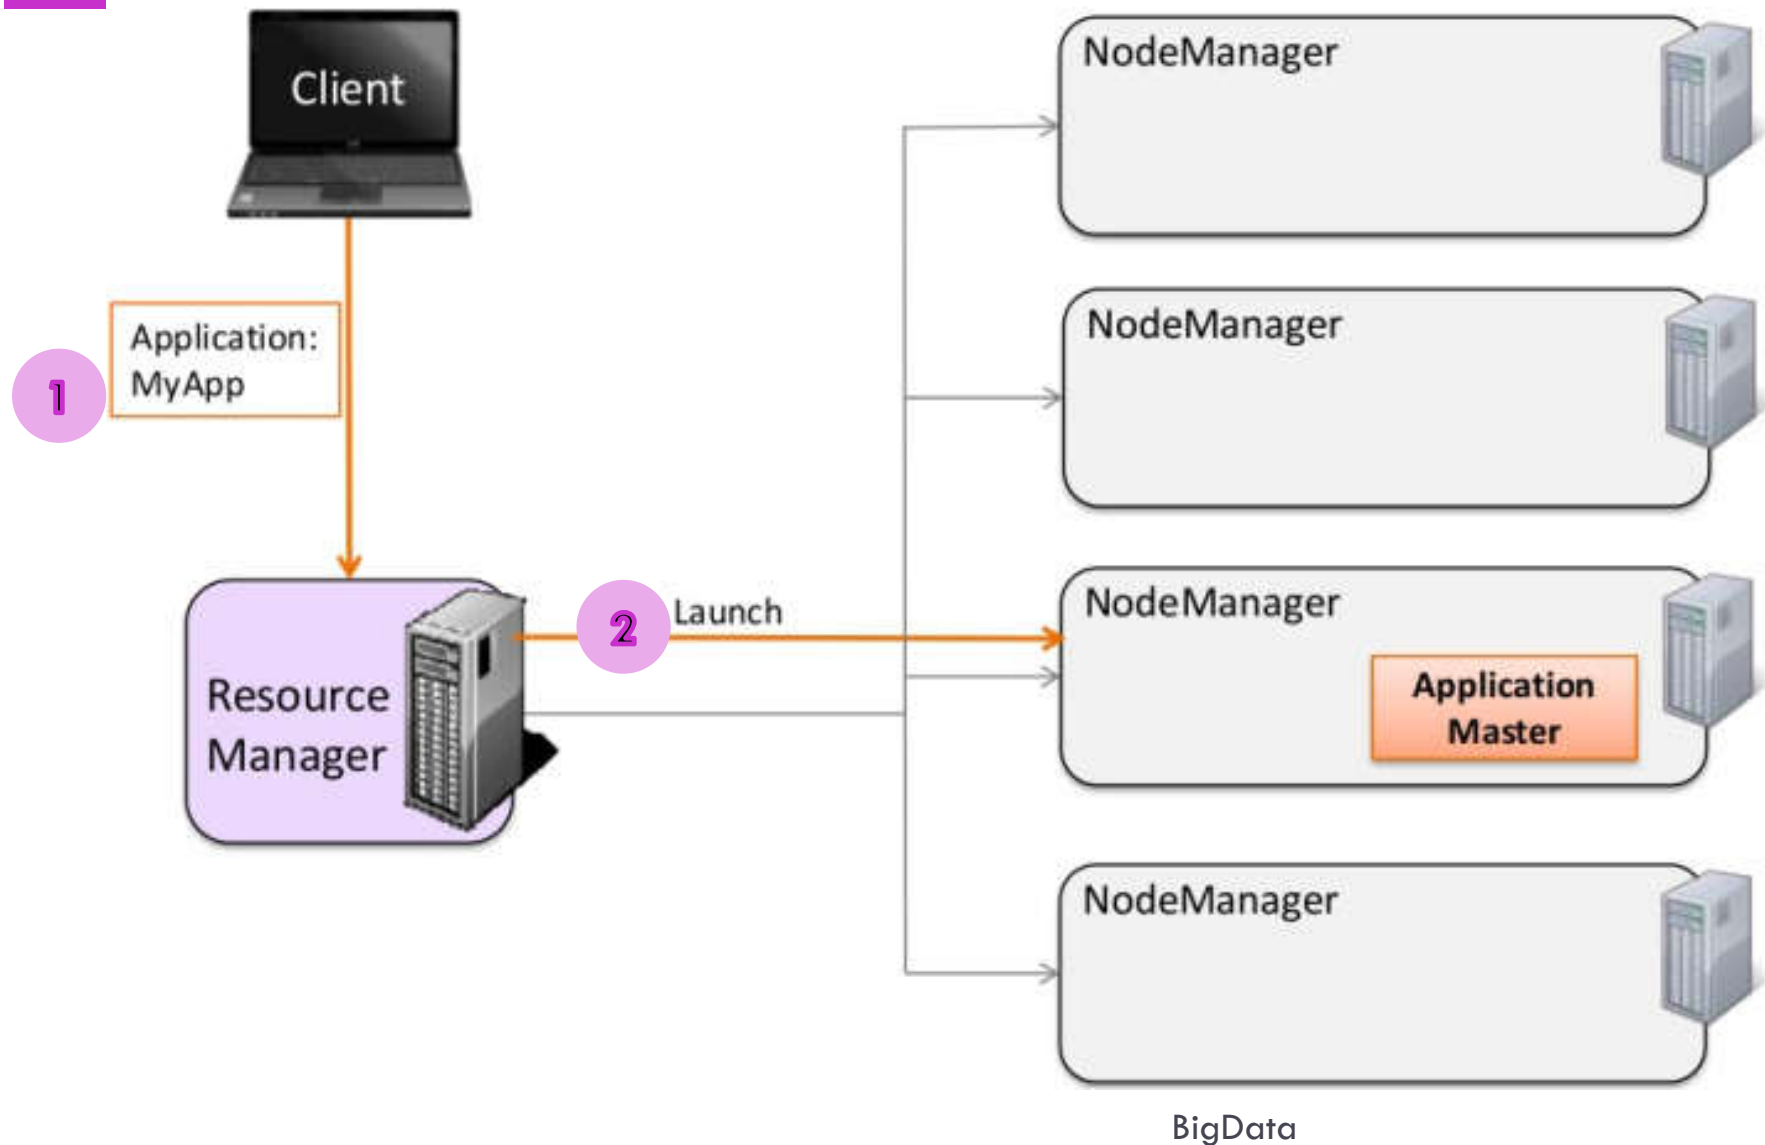 Client
NodeManager
NodeManager
Application:
MyApp
1
2
Launch
NodeManager
Application
Master
Resource
Manager
NodeManager
BigData